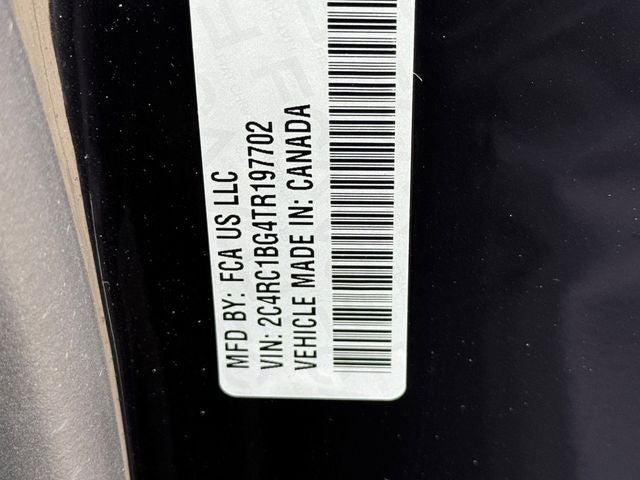 MFD BY: FCA US LLC
VIN: 2C4RC1BG4TR197702
VEHICLE MADE IN: CANADA